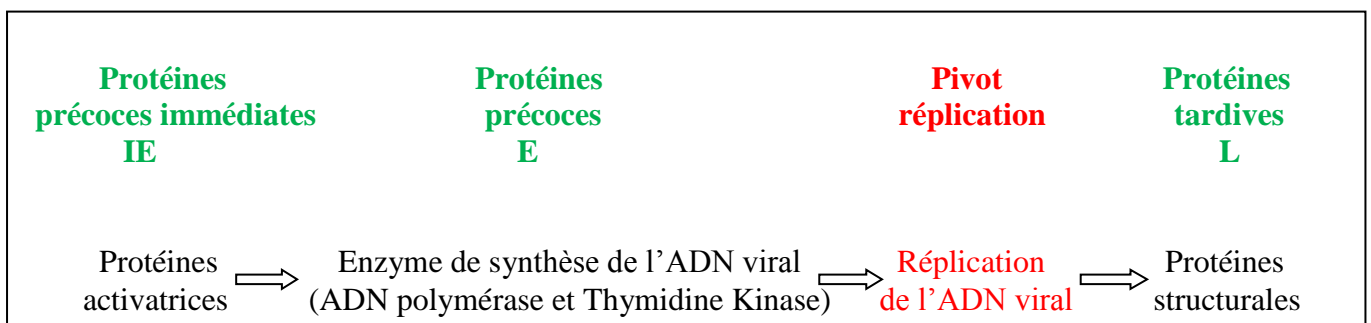 Protéines
précoces immédiates
IE
Protéines
précoces
E
Pivot
réplication
Protéines
tardives
L
Protéines
activatrices
Enzyme de synthèse de l’ADN viral
(ADN polymérase et Thymidine Kinase)
Réplication
de l’ADN viral
Protéines
structurales